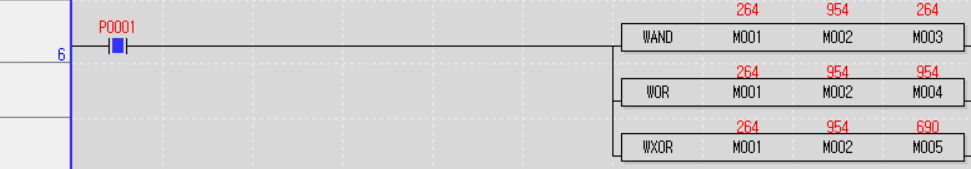 264 954 264
P0001
WAND M001 M002 M003
6
264 954 954
WOR M001 M002 M004
264 954 690
WXOR M001 M002 M005